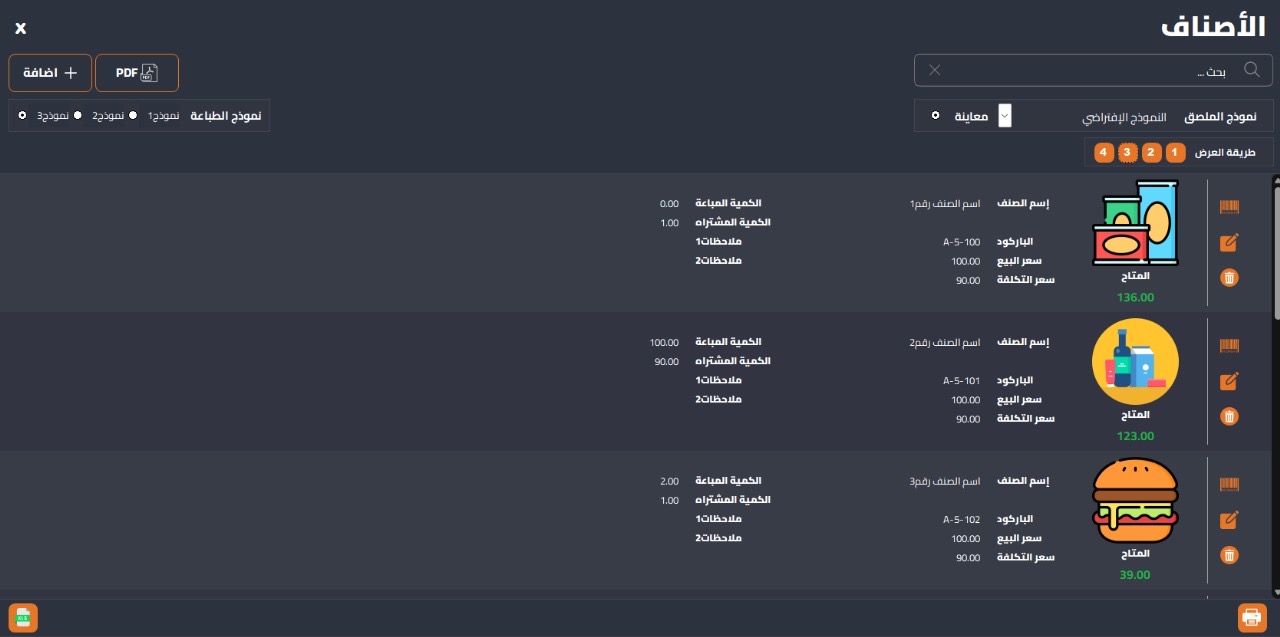 الأصناف
X
بحث ...
PDF
اضافة
نموذج الملصق النموذج الإفتراضي معاينة
نموذج الطباعة نموذج1 نموذج2 نموذج3
طريقة العرض 1 2 3 4
إسم الصنف اسم الصنف رقم1 الكمية المباعة 0.00
الكمية المشتراه 1.00
الباركود A-5-100 ملاحظات1
سعر البيع 100.00 ملاحظات2
سعر التكلفة 90.00
المتاح
136.00
إسم الصنف اسم الصنف رقم2 الكمية المباعة 100.00
الكمية المشتراه 90.00
الباركود A-5-101 ملاحظات1
سعر البيع 100.00 ملاحظات2
سعر التكلفة 90.00
المتاح
123.00
إسم الصنف اسم الصنف رقم3 الكمية المباعة 2.00
الكمية المشتراه 1.00
الباركود A-5-102 ملاحظات1
سعر البيع 100.00 ملاحظات2
سعر التكلفة 90.00
المتاح
39.00